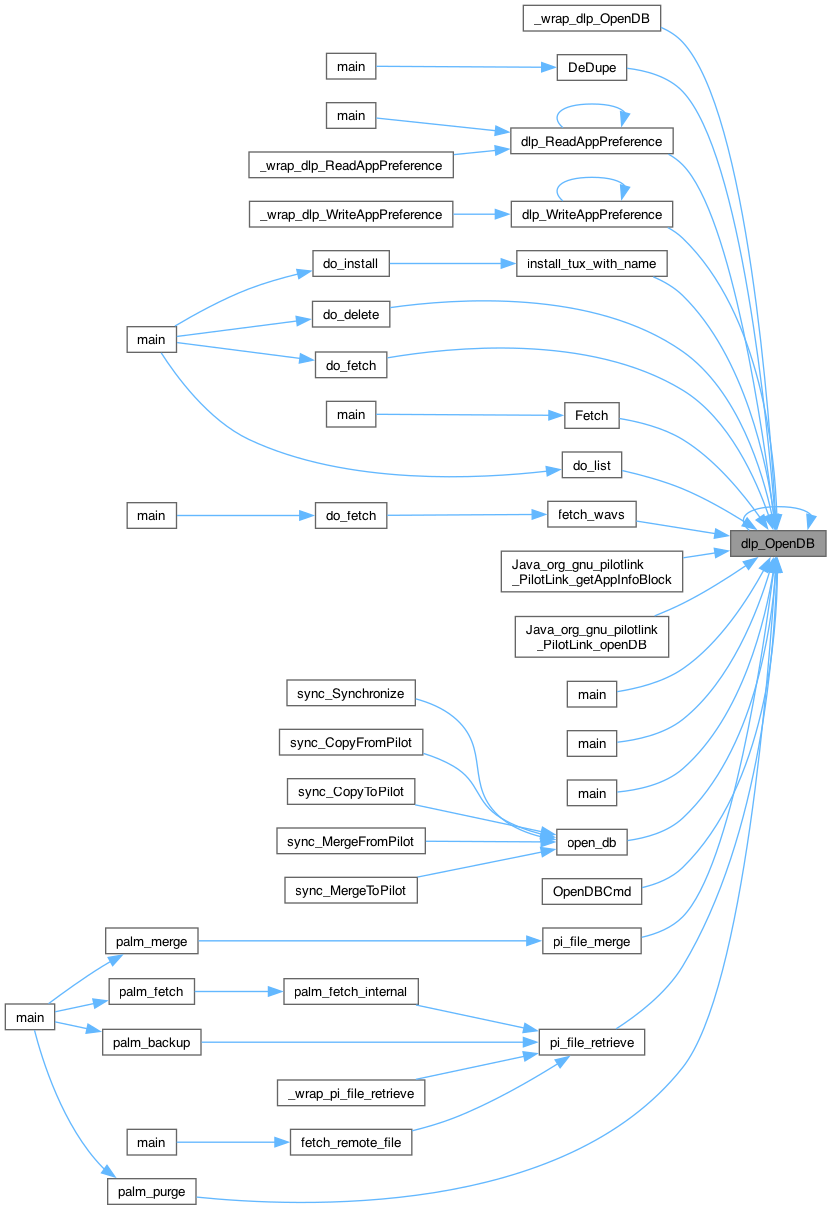 _wrap_dlp_OpenDB
main
DeDupe
main
dlp_ReadAppPreference
_wrap_dlp_ReadAppPreference
_wrap_dlp_WriteAppPreference
dlp_WriteAppPreference
do_install
install_tux_with_name
do_delete
main
do_fetch
main
Fetch
do_list
main
do_fetch
fetch_wavs
dlp_OpenDB
Java_org_gnu_pilotlink
_PilotLink_getAppInfoBlock
Java_org_gnu_pilotlink
_PilotLink_openDB
main
sync_Synchronize
main
sync_CopyFromPilot
main
sync_CopyToPilot
open_db
sync_MergeFromPilot
sync_MergeToPilot
OpenDBCmd
palm_merge
pi_file_merge
palm_fetch
palm_fetch_internal
main
palm_backup
pi_file_retrieve
_wrap_pi_file_retrieve
main
fetch_remote_file
palm_purge